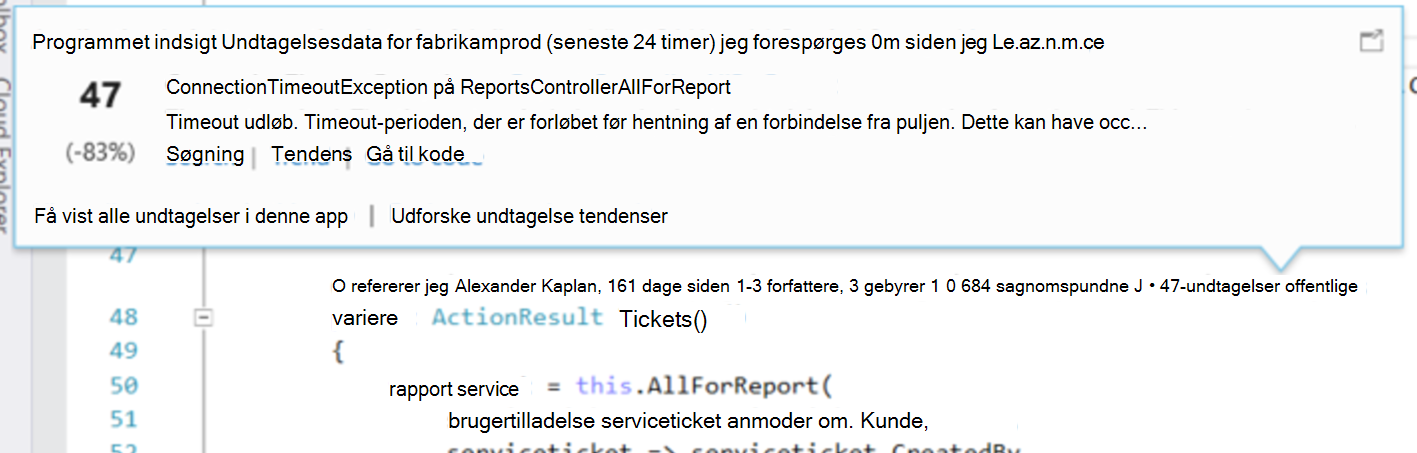 Programmet indsigt Undtagelsesdata for fabrikamprod (seneste 24 timer) jeg forespørges 0m siden jeg Le.az.n.m.ce
47 ConnectionTimeoutException på ReportsControllerAllForReport
Timeout udløb. Timeout-perioden, der er forløbet før hentning af en forbindelse fra puljen. Dette kan have occ...
(-83%) Søgning | Tendens | Gå til kode
Få vist alle undtagelser i denne app | Udforske undtagelse tendenser
Cloud Explorer
47
O refererer jeg Alexander Kaplan, 161 dage siden 1-3 forfattere, 3 gebyrer 1 0 684 sagnomspundne J • 47-undtagelser offentlige
48 variere ActionResult Tickets()
49 {
50 rapport service = this.AllForReport(
51 brugertilladelse serviceticket anmoder om. Kunde,
52 serviceticket => serviceticket.CreatedBy